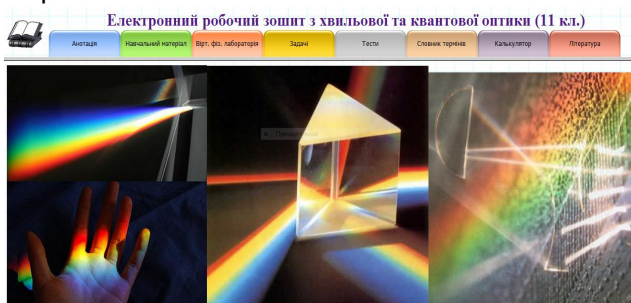 Електронний робочий зошит з хвильової та квантової оптики (11 кл.)
Анотація Навчальний матеріал Вірт. фіз. лабораторія Задачі Тести Словник термінів Калькулятор Література